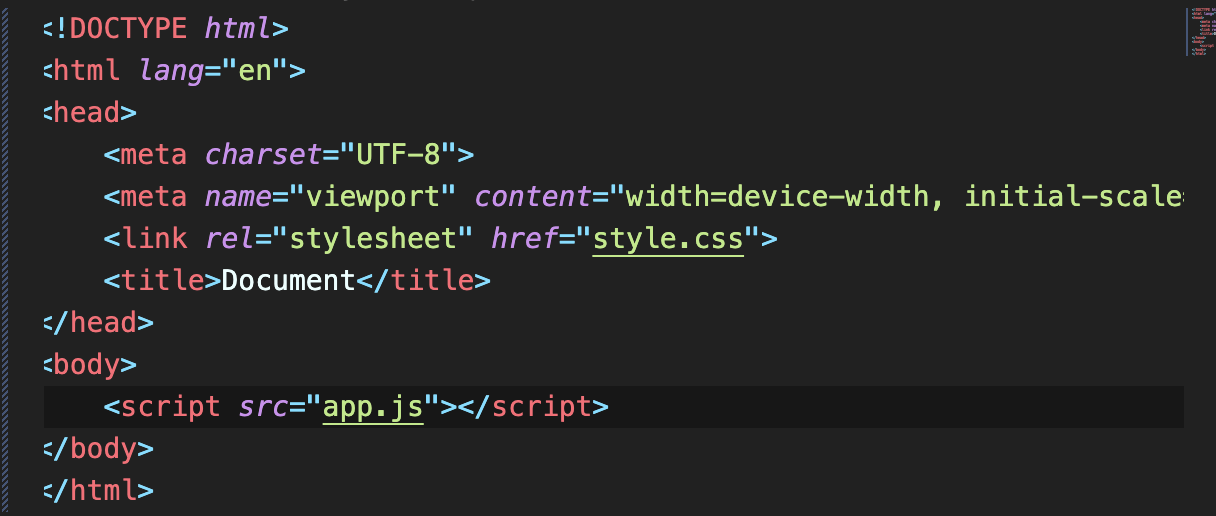 <!DOCTYPE html>
<html lang="en">
<head>
    <meta charset="UTF-8">
    <meta name="viewport" content="width=device-width, initial-scale=
    <link rel="stylesheet" href="style.css">
    <title>Document</title>
</head>
<body>
    <script src="app.js"></script>
</body>
</html>